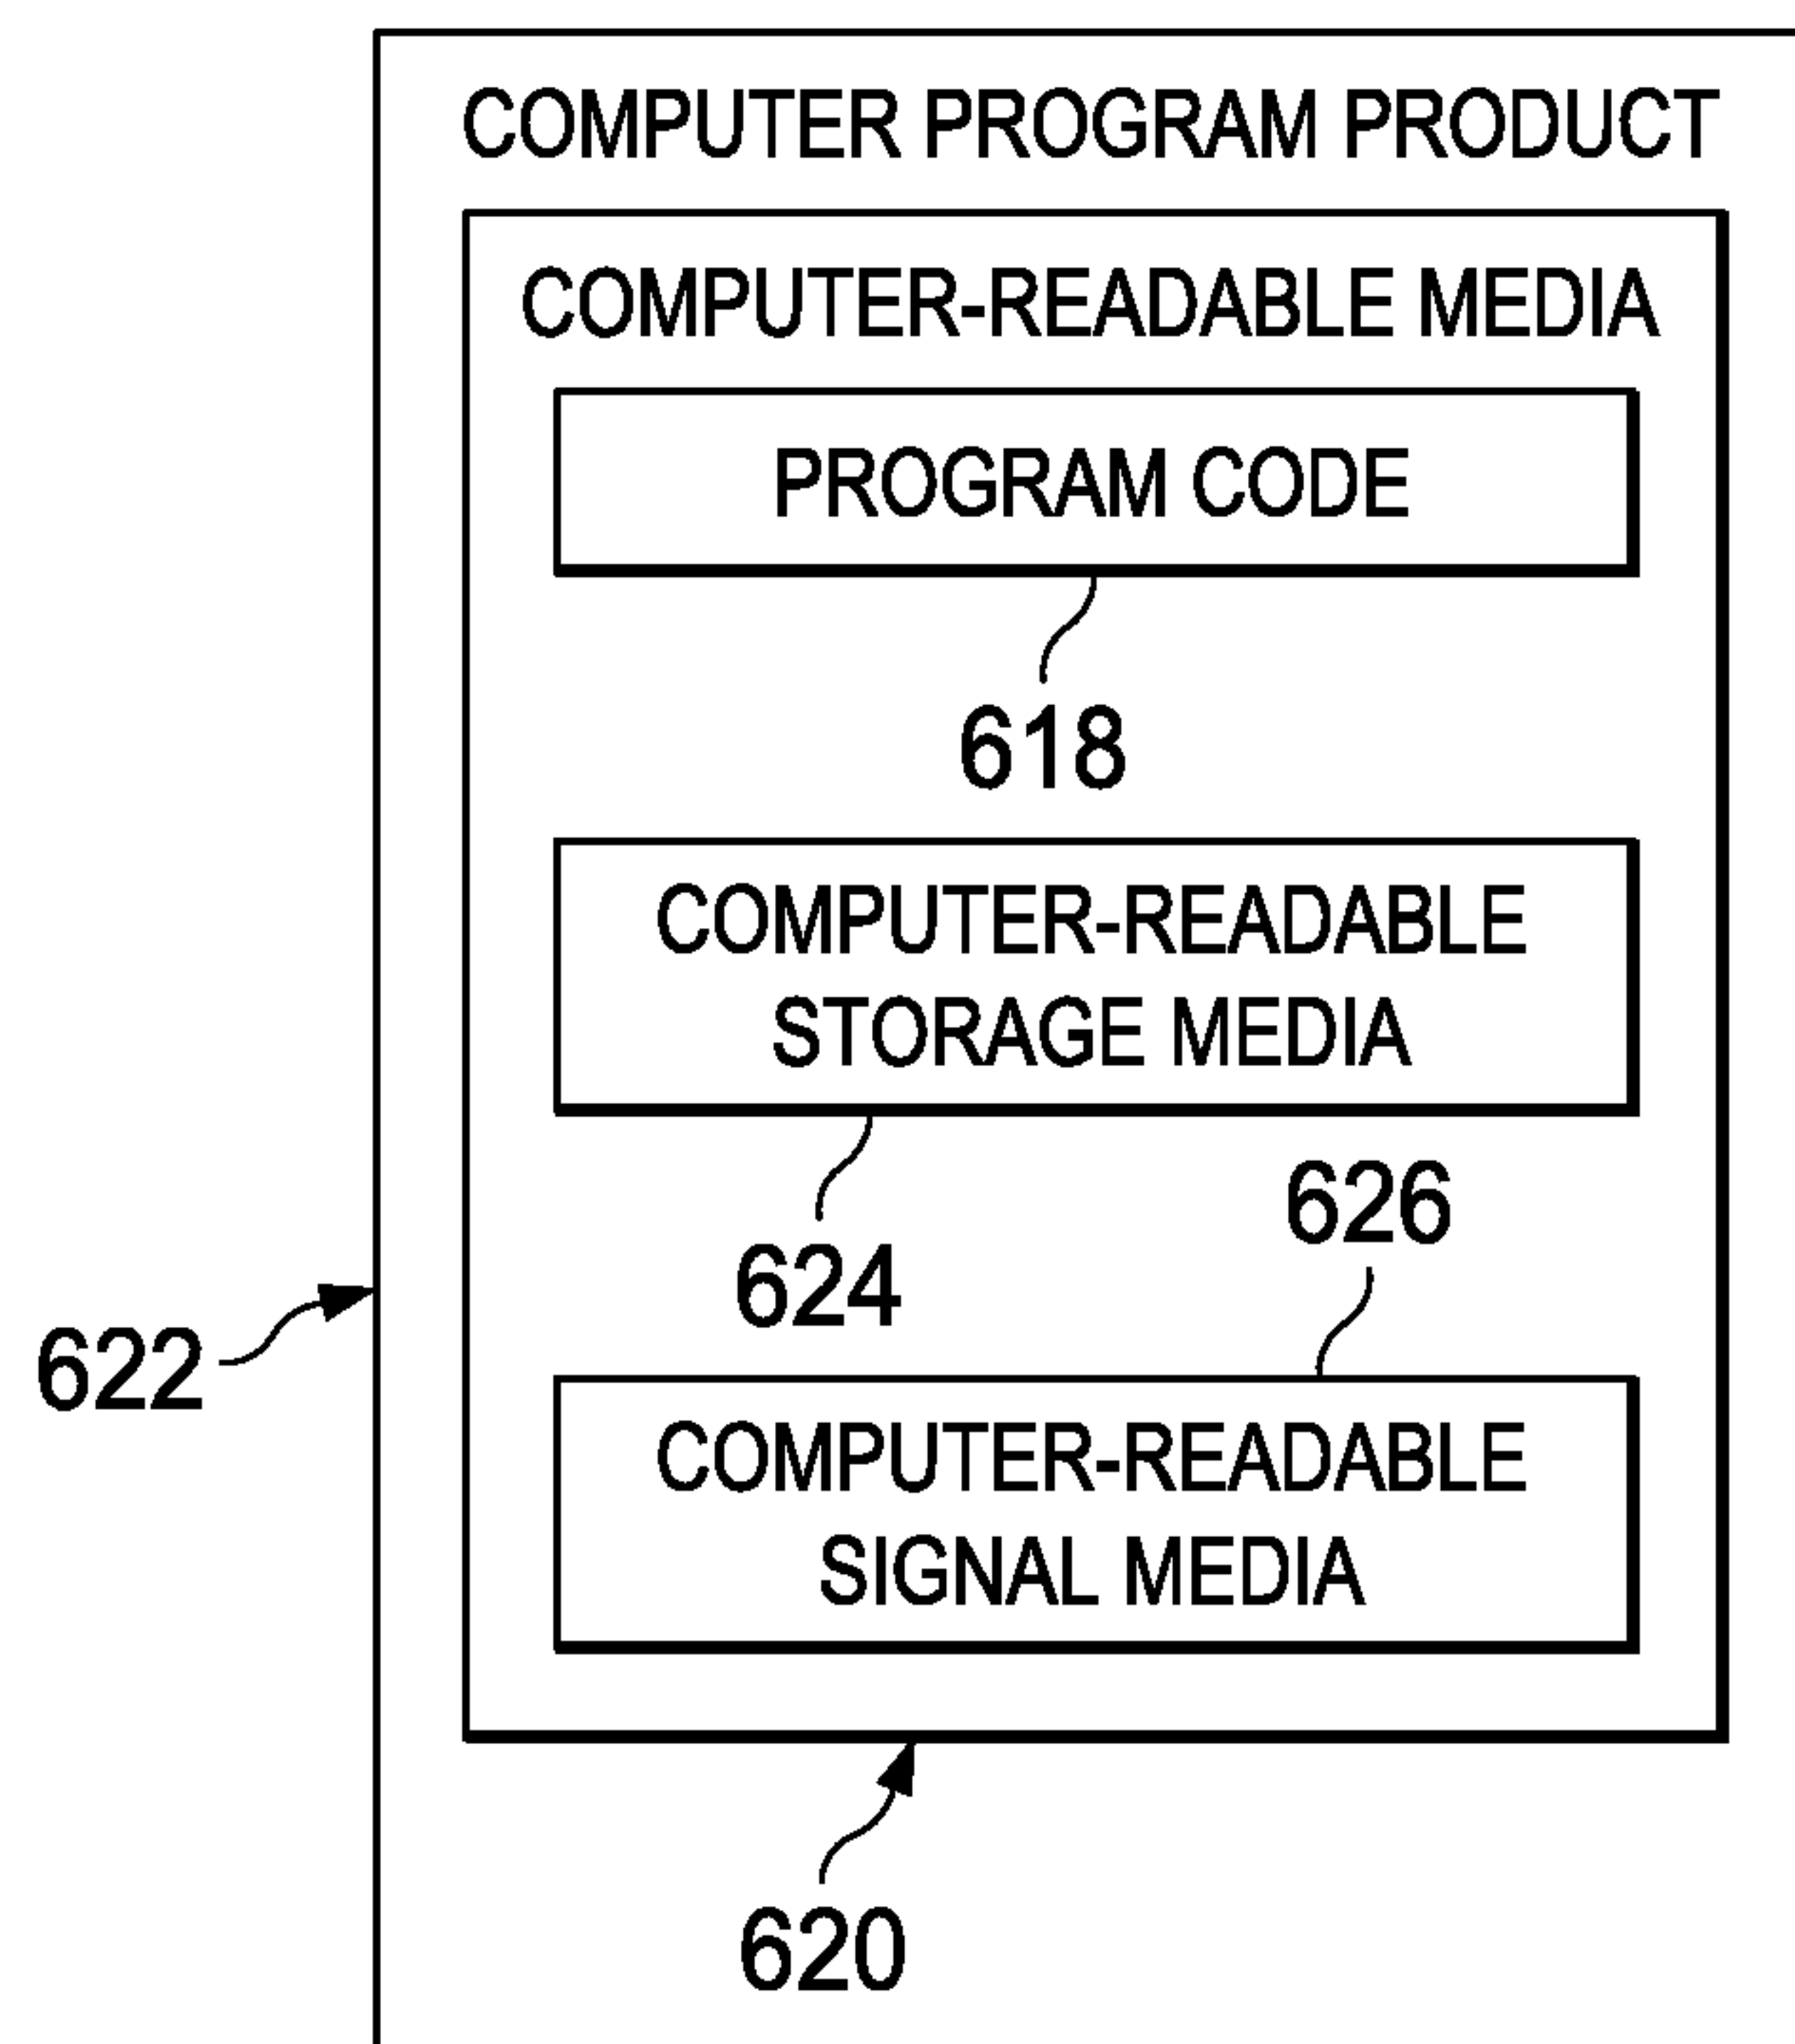 COMPUTER PROGRAM PRODUCT
COMPUTER-READABLE MEDIA
PROGRAM CODE
618
COMPUTER-READABLE
STORAGE MEDIA
626
624
622
COMPUTER-READABLE
SIGNAL MEDIA
620